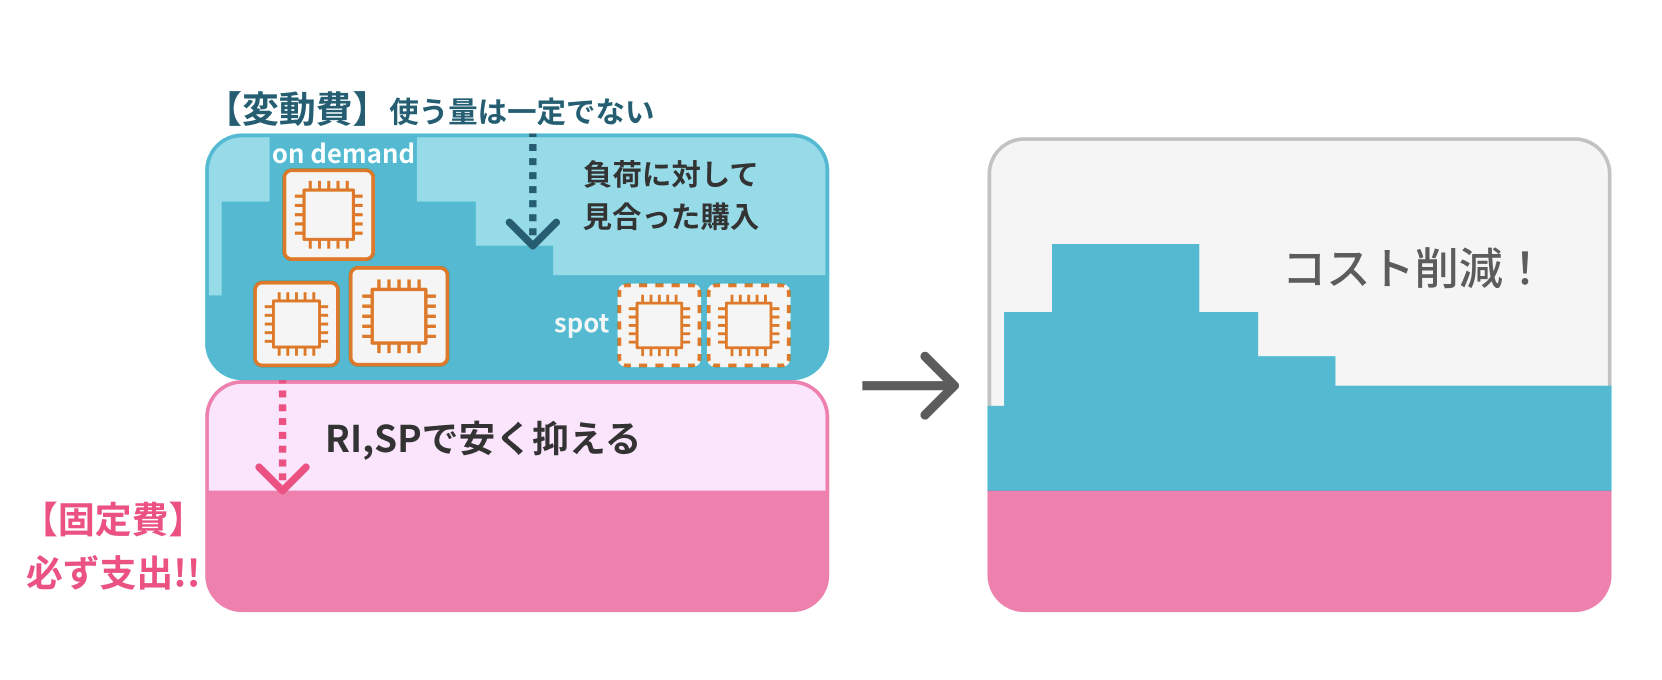 【変動費】使う量は一定でない
on demand
負荷に対して
見合った購入
spot
RI,SPで安く抑える
【固定費】
必ず支出!!
コスト削減！